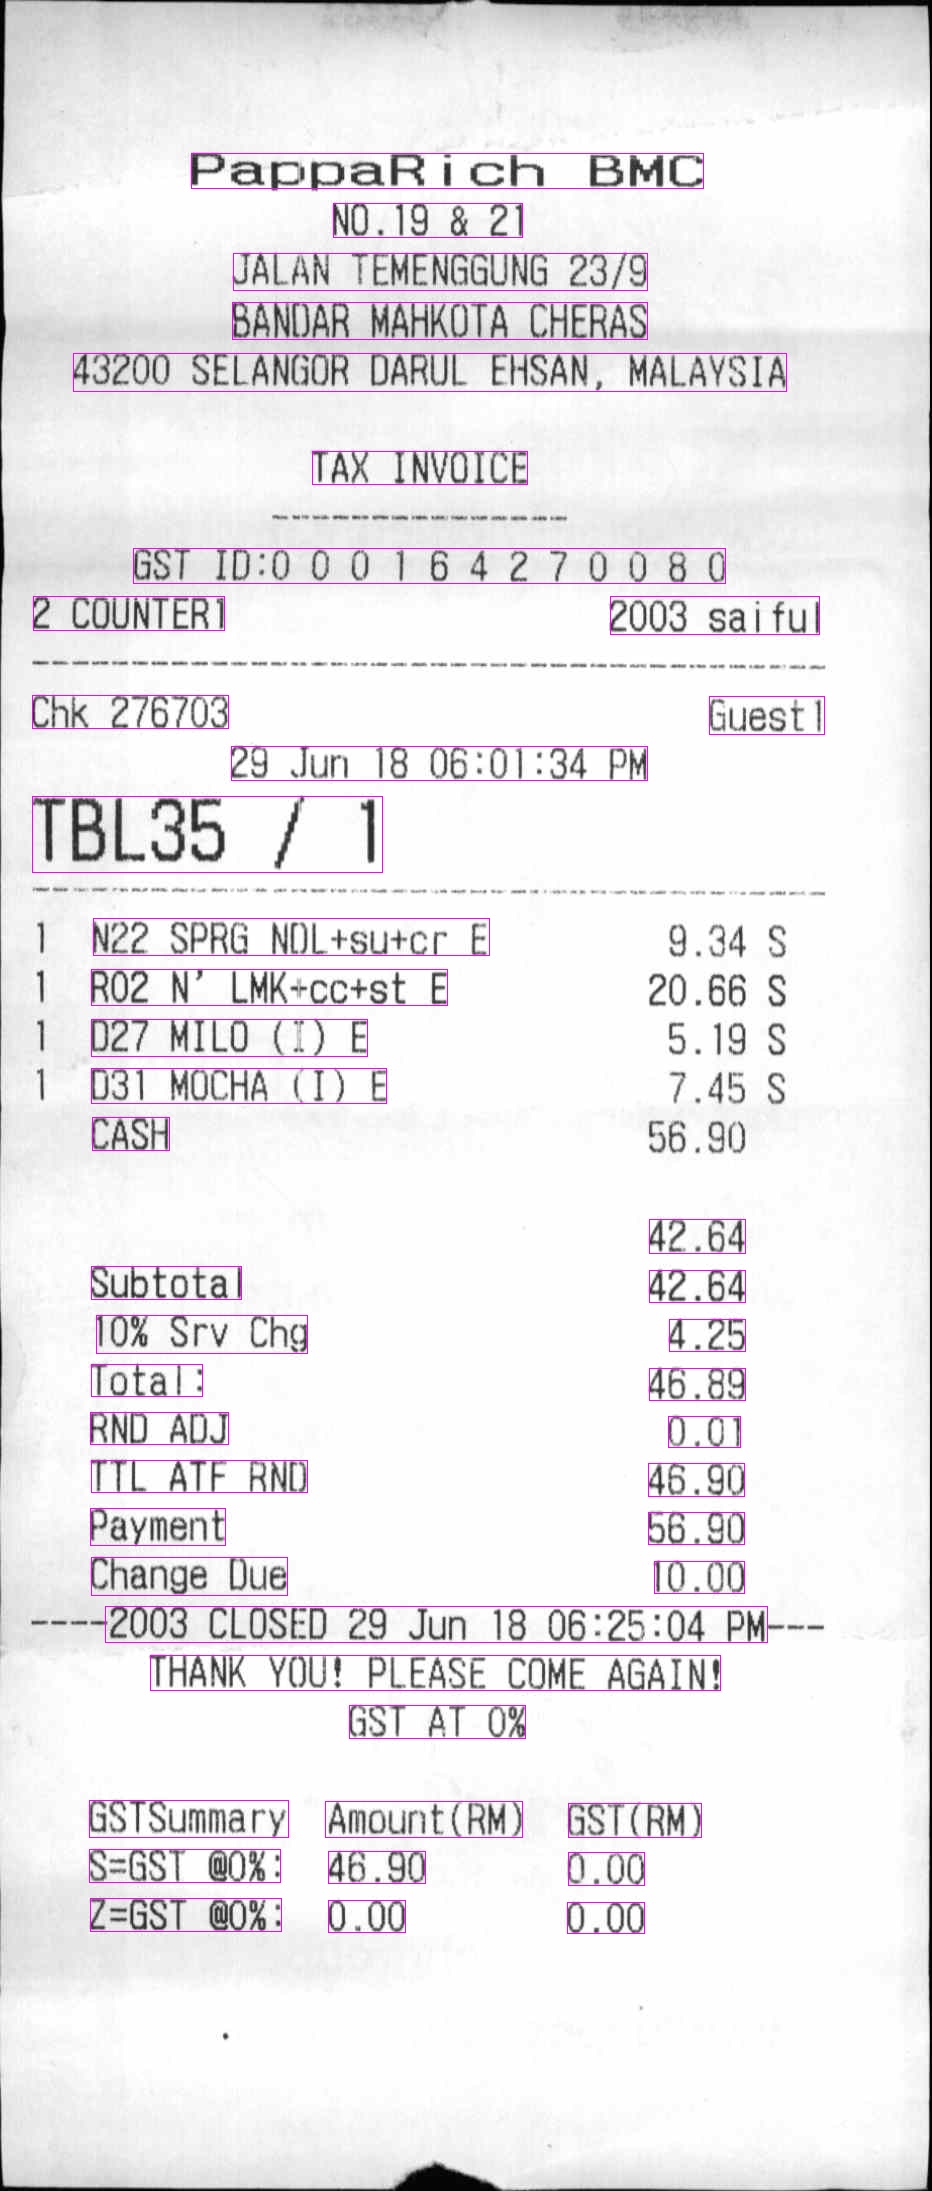 PappaRich BMC
NO.19 & 21
JALAN TEMENGGUNG 23/9
BANDAR MAHKOTA CHERAS
43200 SELANGOR DARUL EHSAN, MALAYSIA
TAX INVOICE
---------------
GST ID:0 0 0 1 6 4 2 7 0 0 8 0
2 COUNTER1 2003 saiful
----------------------------------------
Chk 276703 Guest1
29 Jun 18 06:01:34 PM
TBL35 / 1
----------------------------------------
1 N22 SPRG NDL+su+cr E 9.34 S
1 R02 N' LMK+cc+st E 20.66 S
1 D27 MILO (I) E 5.19 S
1 D31 MOCHA (I) E 7.45 S
CASH 56.90
42.64
Subtotal 42.64
10% Srv Chg 4.25
Total: 46.89
RND ADJ 0.01
TTL ATF RND 46.90
Payment 56.90
Change Due 10.00
----2003 CLOSED 29 Jun 18 06:25:04 PM---
THANK YOU! PLEASE COME AGAIN!
GST AT 0%
GSTSummary Amount(RM) GST(RM)
S=GST @0%: 46.90 0.00
Z=GST @0%: 0.00 0.00